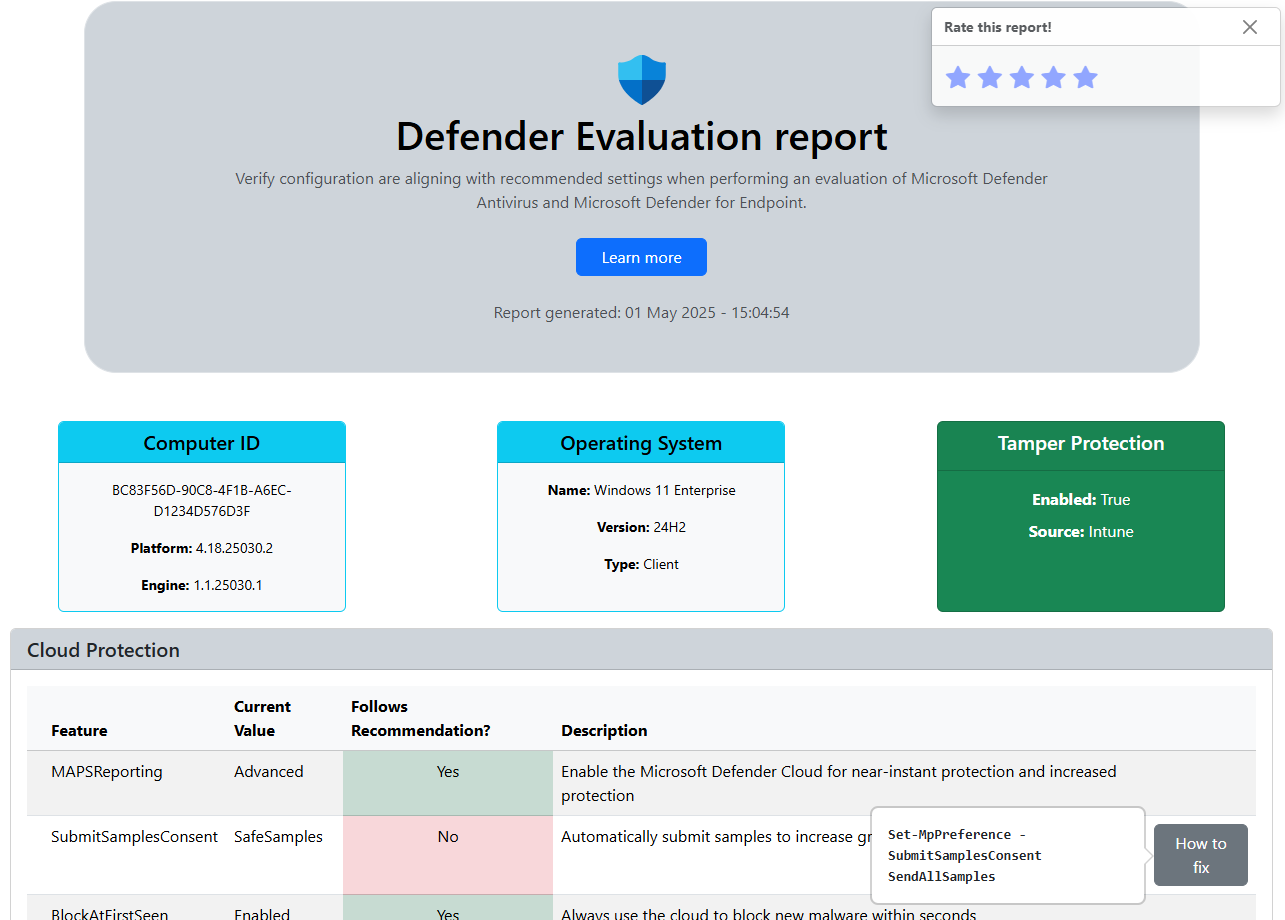 Rate this report!
Defender Evaluation report
Verify configuration are aligning with recommended settings when performing an evaluation of Microsoft Defender
Antivirus and Microsoft Defender for Endpoint.
Learn more
Report generated: 01 May 2025 - 15:04:54
Computer ID
BC83F56D-90C8-4F1B-A6EC-
D1234D576D3F
Platform: 4.18.25030.2
Engine: 1.1.25030.1
Operating System
Name: Windows 11 Enterprise
Version: 24H2
Type: Client
Tamper Protection
Enabled: True
Source: Intune
Cloud Protection
Feature
Current
Value
Follows
Recommendation?
Description
MAPSReporting
Advanced
Yes
Enable the Microsoft Defender Cloud for near-instant protection and increased
protection
SubmitSamplesConsent
SafeSamples
No
Automatically submit samples to increase
Set-MpPreference -
SubmitSamplesConsent
SendAllSamples
How to
fix
BlockAtFirstSeen
Enabled
Yes
Always use the cloud to block new malware within seconds